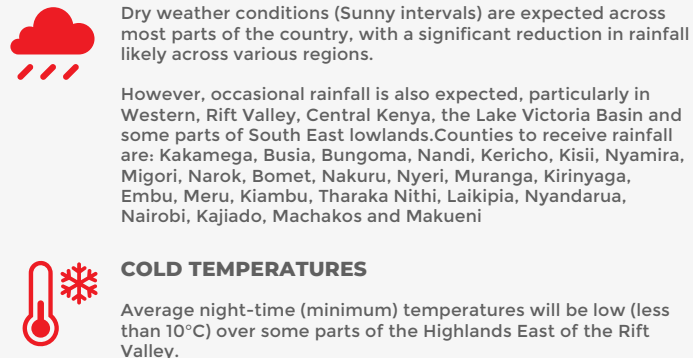 Dry weather conditions (Sunny intervals) are expected across
most parts of the country, with a significant reduction in rainfall
likely across various regions.
However, occasional rainfall is also expected, particularly in
Western, Rift Valley, Central Kenya, the Lake Victoria Basin and
some parts of South East lowlands.Counties to receive rainfall
are: Kakamega, Busia, Bungoma, Nandi, Kericho, Kisii, Nyamira,
Migori, Narok, Bomet, Nakuru, Nyeri, Muranga, Kirinyaga,
Embu, Meru, Kiambu, Tharaka Nithi, Laikipia, Nyandarua,
Nairobi, Kajiado, Machakos and Makueni
COLD TEMPERATURES
Average night-time (minimum) temperatures will be low (less
than 10°C) over some parts of the Highlands East of the Rift
Valley.